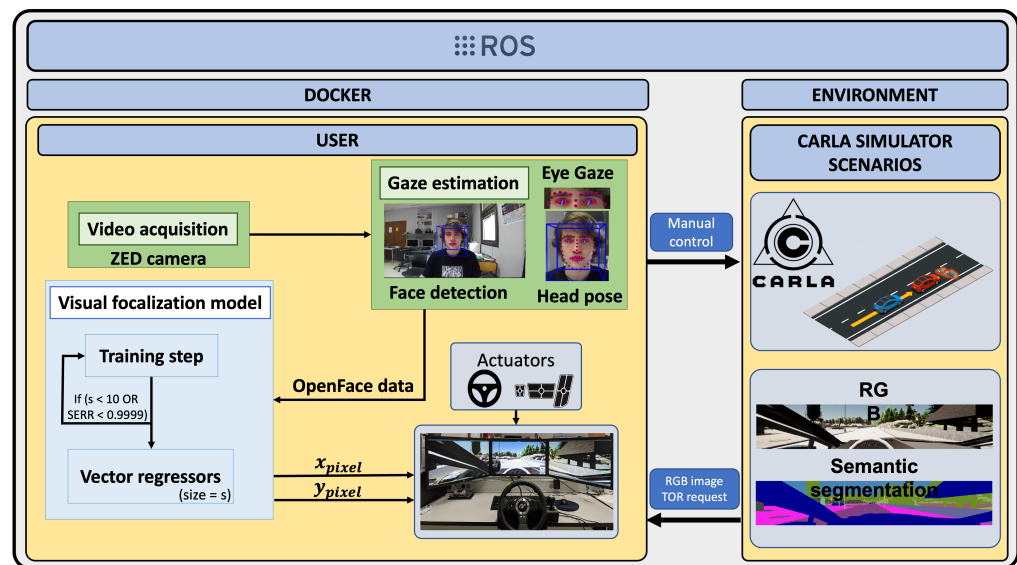 ROS
DOCKER
ENVIRONMENT
USER
CARLA SIMULATOR
SCENARIOS
Gaze estimation
Eye Gaze
Video acquisition
ZED camera
Face detection
Head pose
Manual
control
CARLA
Visual focalization model
Training step
If (s < 10 OR
SERR < 0.9999)
OpenFace data
Actuators
Vector regressors
(size = s)
x_pixel
y_pixel
RGB image
TOR request
RG
B
Semantic
segmentation